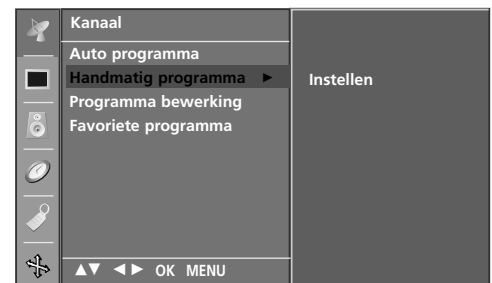 Kanaal
Auto programma
Handmatig programma ►
Instellen
Programma bewerking
Favoriete programma
▲▼ ◄► OK MENU